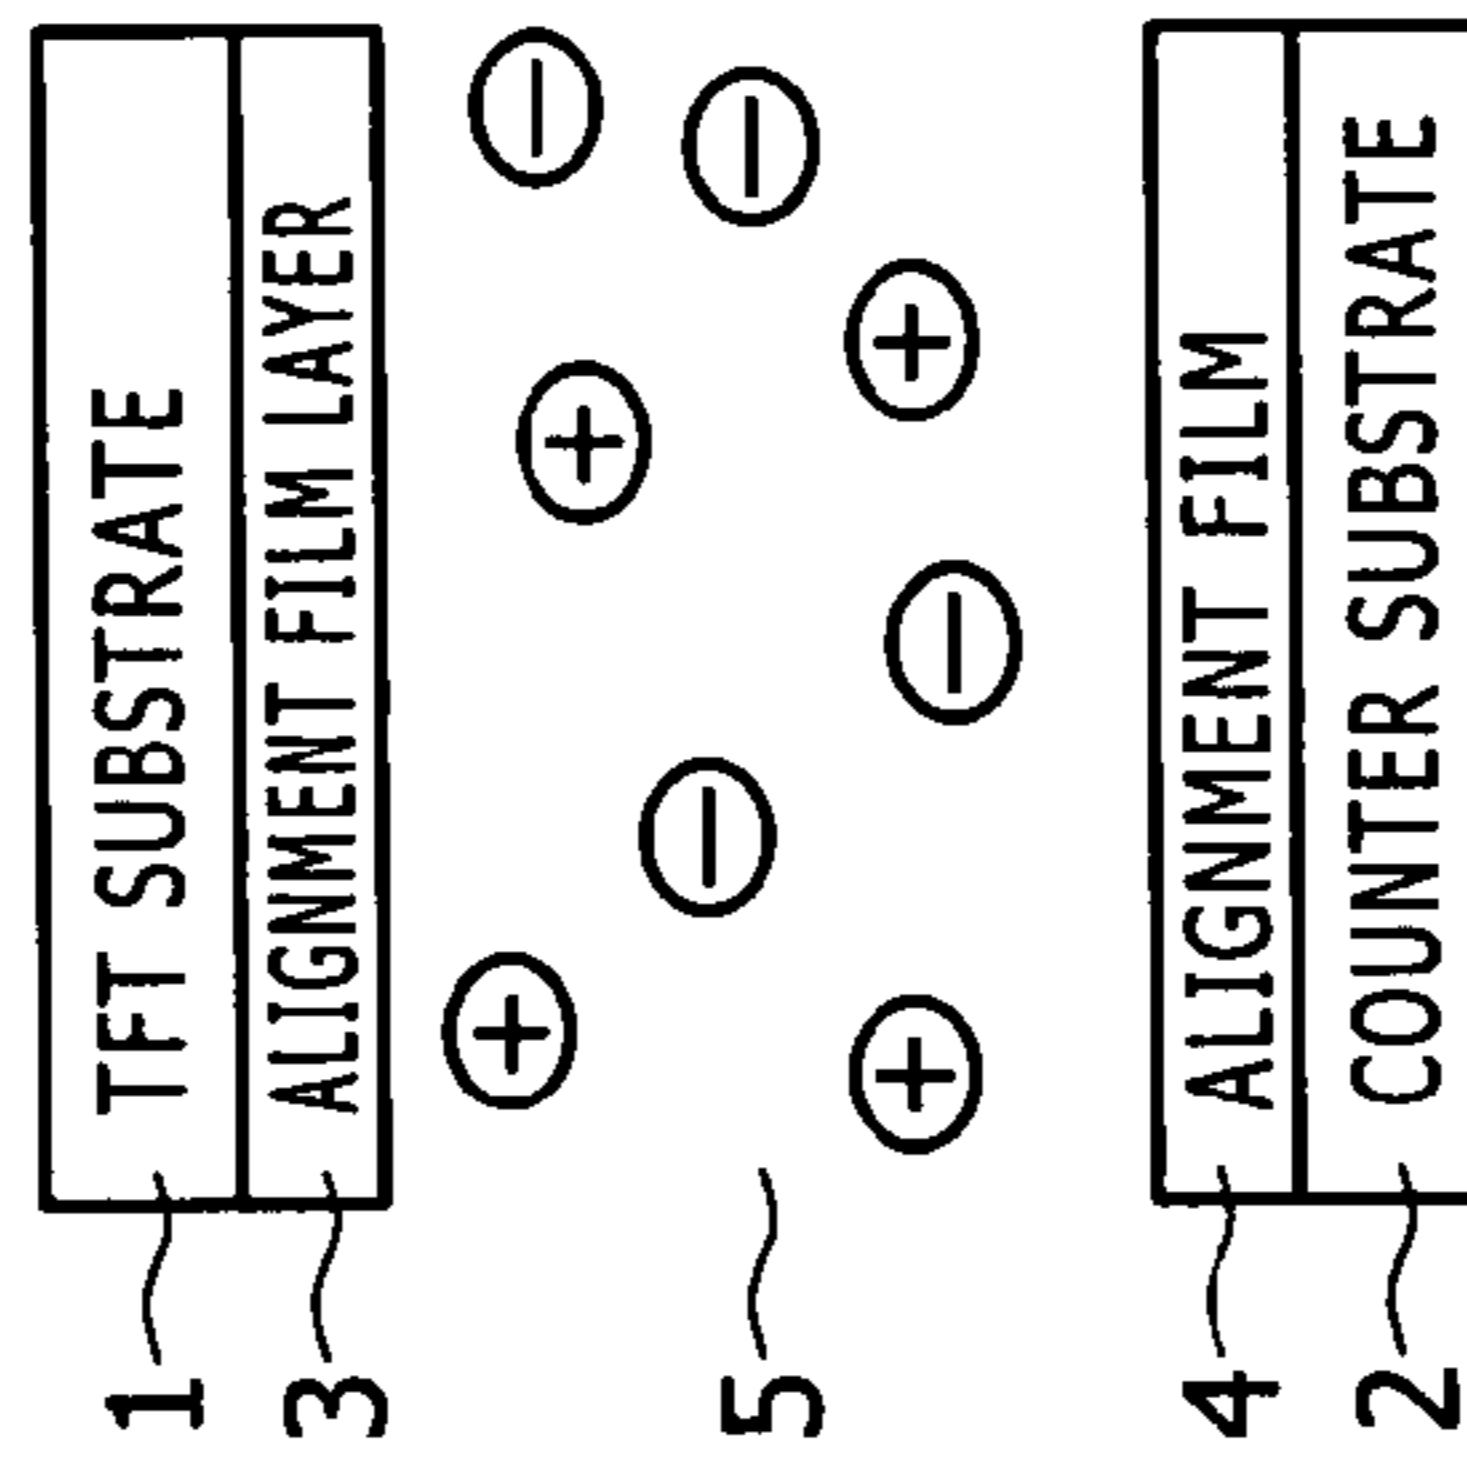 1 TFT SUBSTRATE
3 ALIGNMENT FILM LAYER
5
4 ALIGNMENT FILM
2 COUNTER SUBSTRATE